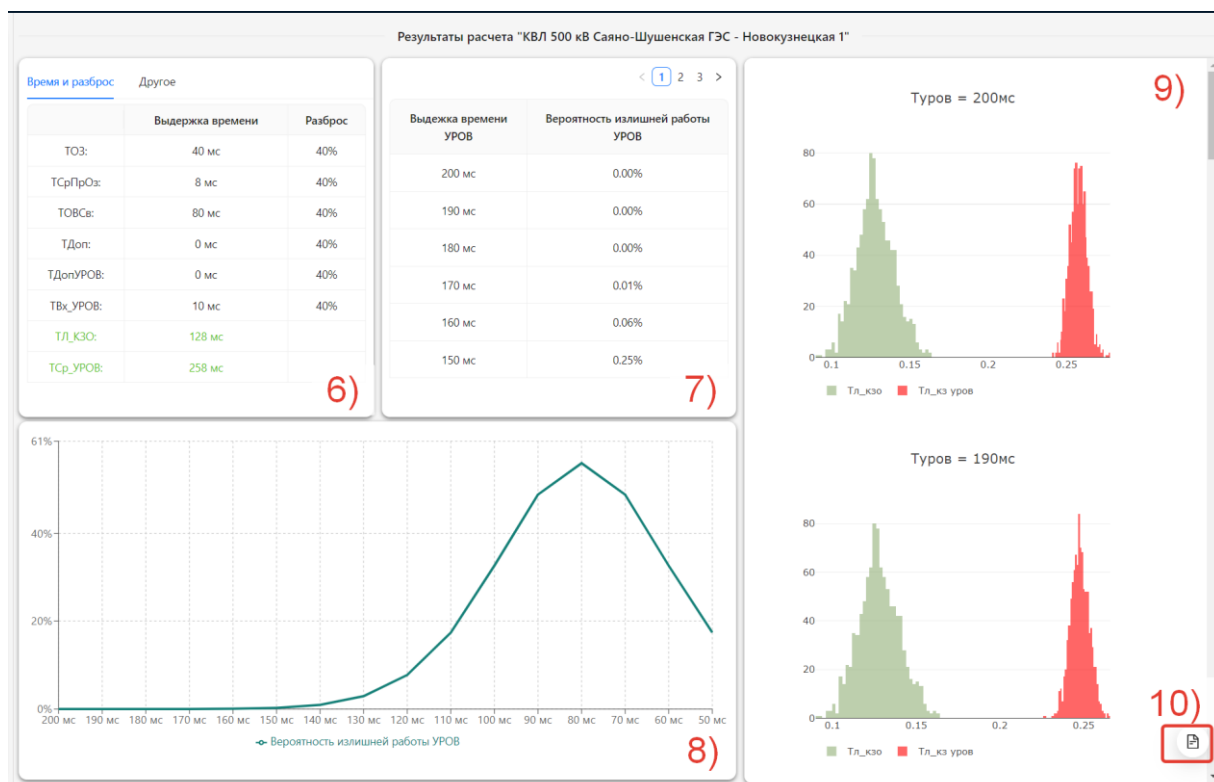 Результаты расчета "КВЛ 500 кВ Саяно-Шушенская ГЭС - Новокузнецкая 1"
Время и разброс Другое
Выдержка времени Разброс
ТОЗ: 40 мс 40%
ТСрПрОз: 8 мс 40%
ТОВСв: 80 мс 40%
ТДоп: 0 мс 40%
ТДопУРОВ: 0 мс 40%
ТВх_УРОВ: 10 мс 40%
ТЛ_КЗО: 128 мс
ТСр_УРОВ: 258 мс
6)
< 1 2 3 >
Выдежка времени УРОВ Вероятность излишней работы УРОВ
200 мс 0.00%
190 мс 0.00%
180 мс 0.00%
170 мс 0.01%
160 мс 0.06%
150 мс 0.25%
7)
9)
Туров = 200мс
80
60
40
20
0
0.1 0.15 0.2 0.25
Тл_кзо Тл_кз уров
Туров = 190мс
80
60
40
20
0
0.1 0.15 0.2 0.25
Тл_кзо Тл_кз уров
10)
61%
40%
20%
0%
200 мс 190 мс 180 мс 170 мс 160 мс 150 мс 140 мс 130 мс 120 мс 110 мс 100 мс 90 мс 80 мс 70 мс 60 мс 50 мс
Вероятность излишней работы УРОВ
8)